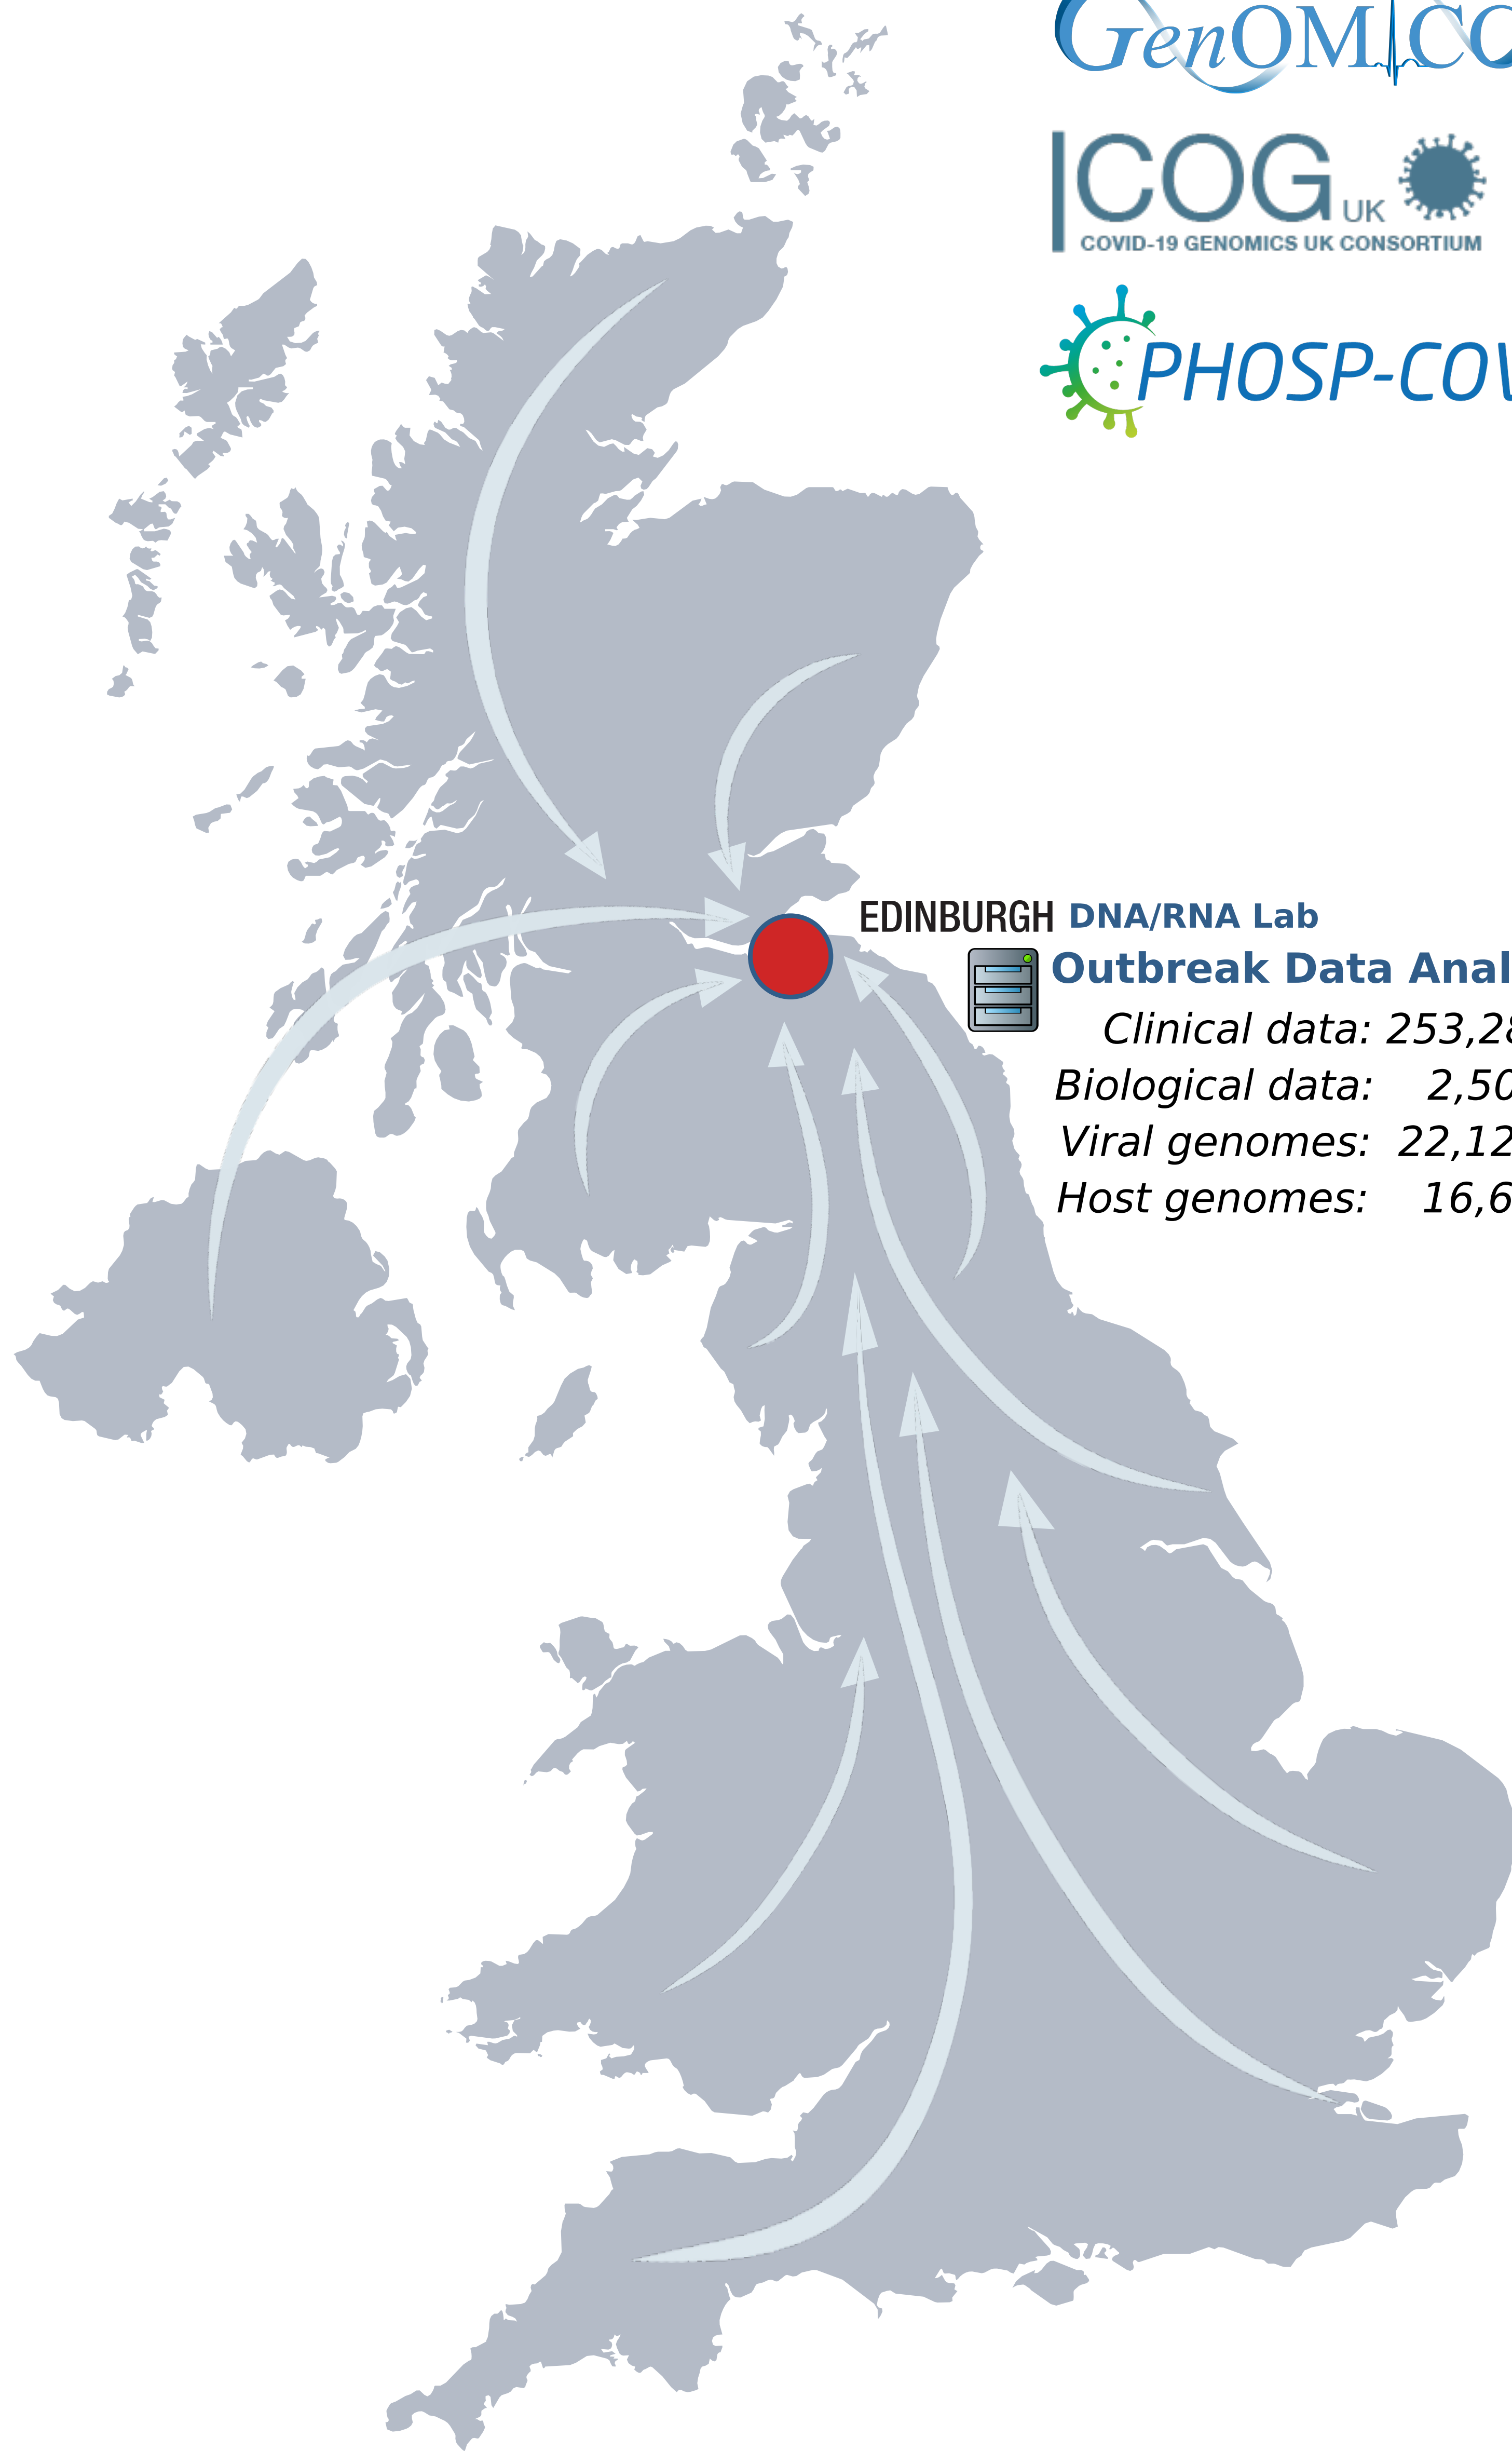 GenOMICC
COG UK
COVID-19 GENOMICS UK CONSORTIUM
PHOSP-COV
EDINBURGH DNA/RNA Lab
Outbreak Data Anal
Clinical data: 253,28
Biological data: 2,50
Viral genomes: 22,12
Host genomes: 16,6